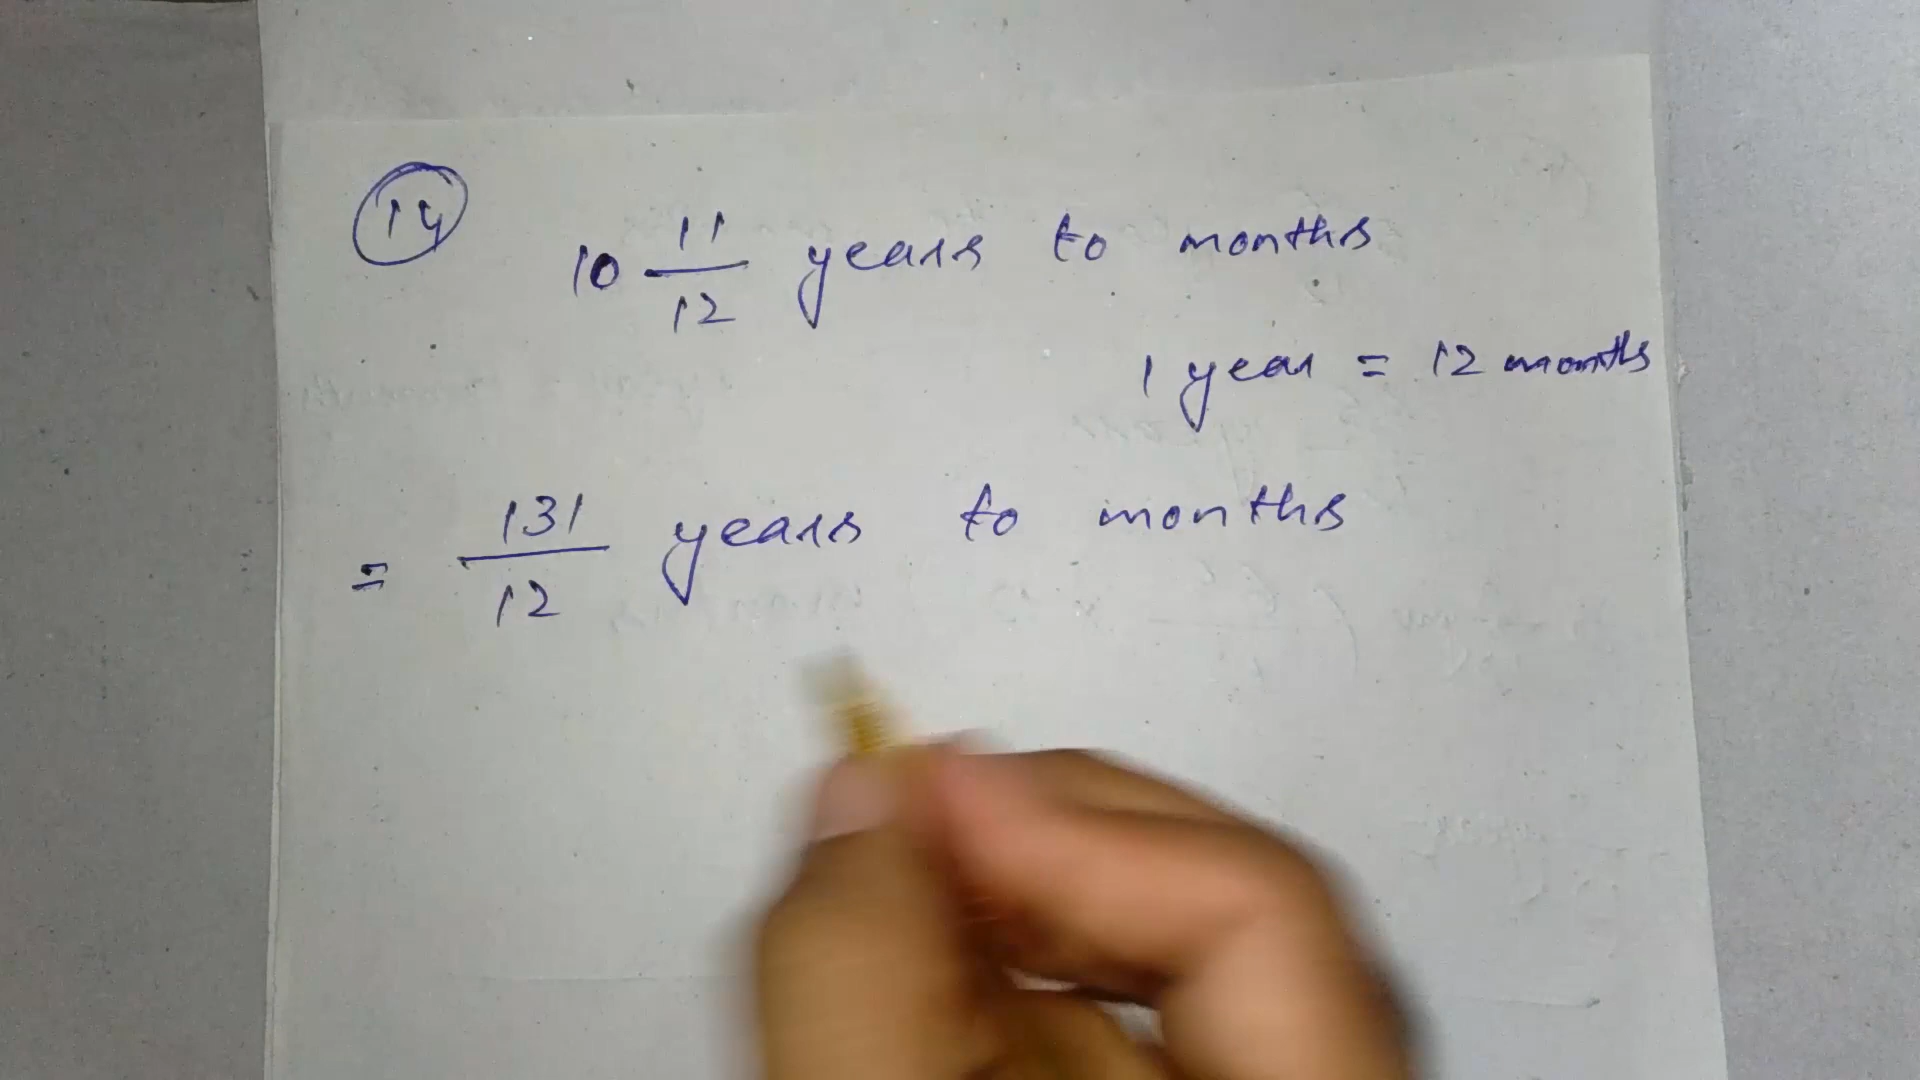 14
10 11/12 years to months
1 year = 12 months
= 131/12 years to months